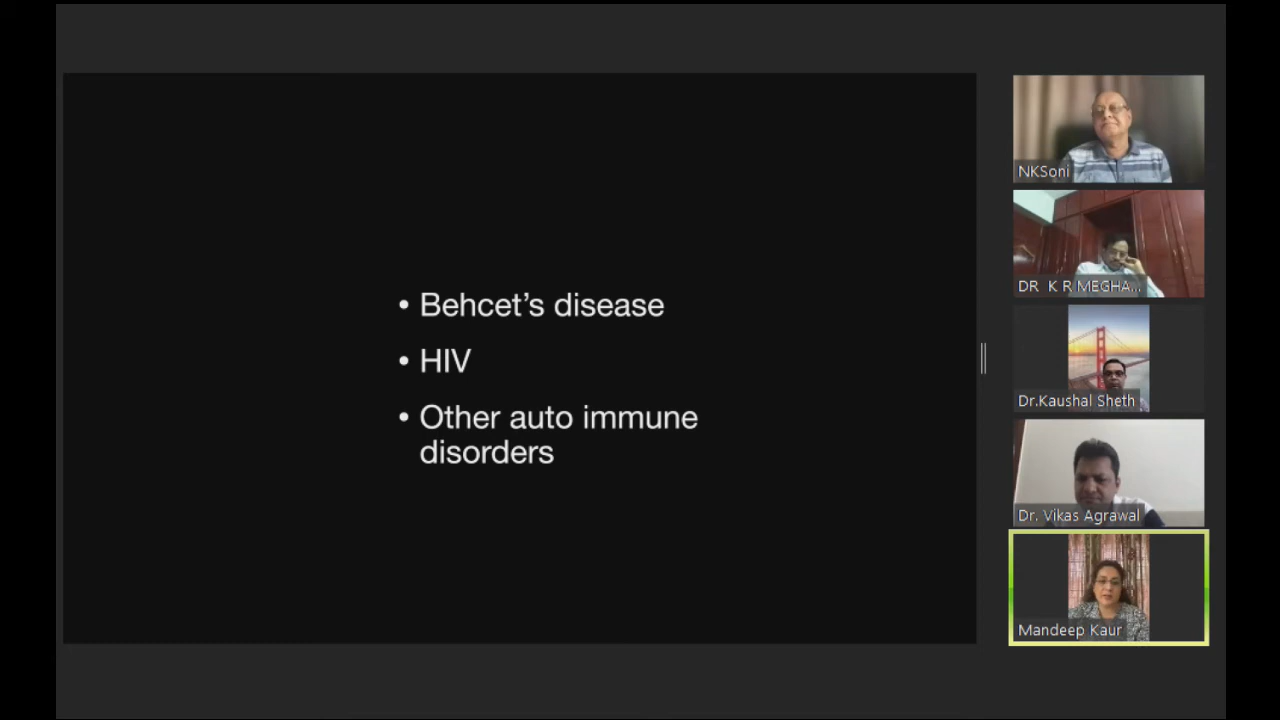 • Behcet’s disease
• HIV
• Other auto immune
disorders
NKSoni
DR K R MEGHA...
Dr.Kaushal Sheth
Dr. Vikas Agrawal
Mandeep Kaur